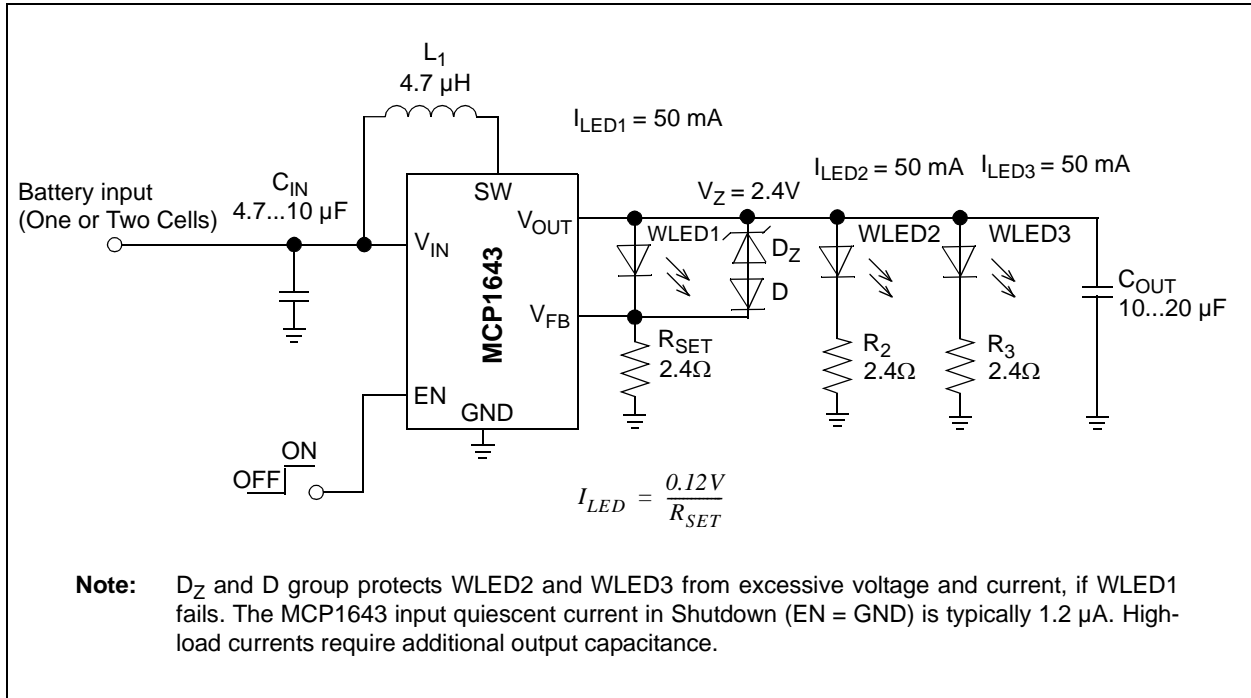 L1
4.7 µH
ILED1 = 50 mA
ILED2 = 50 mA
ILED3 = 50 mA
Battery input
(One or Two Cells)
CIN
4.7...10 µF
SW
VZ = 2.4V
VOUT
VIN
MCP1643
WLED1
DZ
D
WLED2
WLED3
COUT
10...20 µF
VFB
RSET
2.4Ω
R2
2.4Ω
R3
2.4Ω
EN
GND
ON
OFF
ILED = 0.12V / RSET
Note: DZ and D group protects WLED2 and WLED3 from excessive voltage and current, if WLED1
fails. The MCP1643 input quiescent current in Shutdown (EN = GND) is typically 1.2 µA. High-
load currents require additional output capacitance.